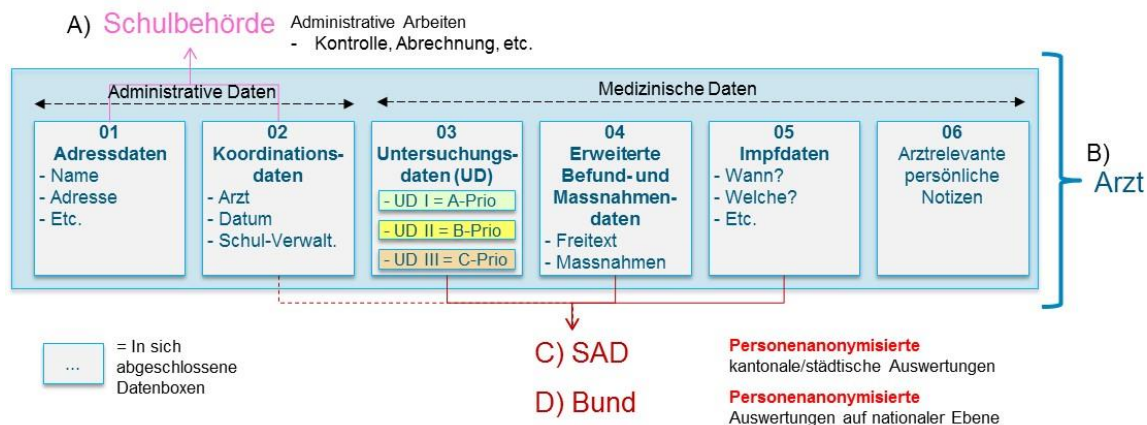 A) Schulbehörde
Administrative Arbeiten
- Kontrolle, Abrechnung, etc.
Administrative Daten
Medizinische Daten
01
Adressdaten
- Name
- Adresse
- Etc.
02
Koordinations-
daten
- Arzt
- Datum
- Schul-Verwalt.
03
Untersuchungs-
daten (UD)
- UD I = A-Prio
- UD II = B-Prio
- UD III = C-Prio
04
Erweiterte
Befund- und
Massnahmen-
daten
- Freitext
- Massnahmen
05
Impfdaten
- Wann?
- Welche?
- Etc.
06
Arztrelevante
persönliche
Notizen
B)
Arzt
...
= In sich
abgeschlossene
Datenboxen
C) SAD
Personenanonymisierte
kantonale/städtische Auswertungen
D) Bund
Personenanonymisierte
Auswertungen auf nationaler Ebene